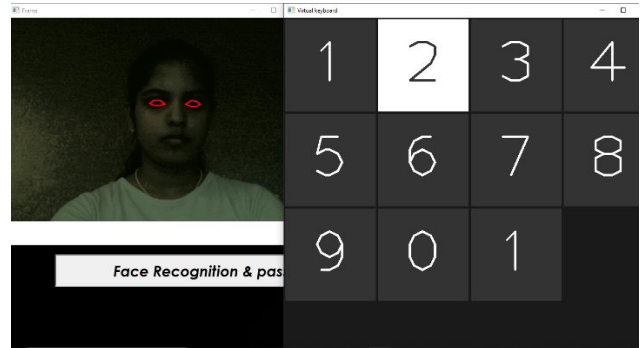 Frame
Virtual keyboard
1 2 3 4
5 6 7 8
9 0 1
Face Recognition & pas